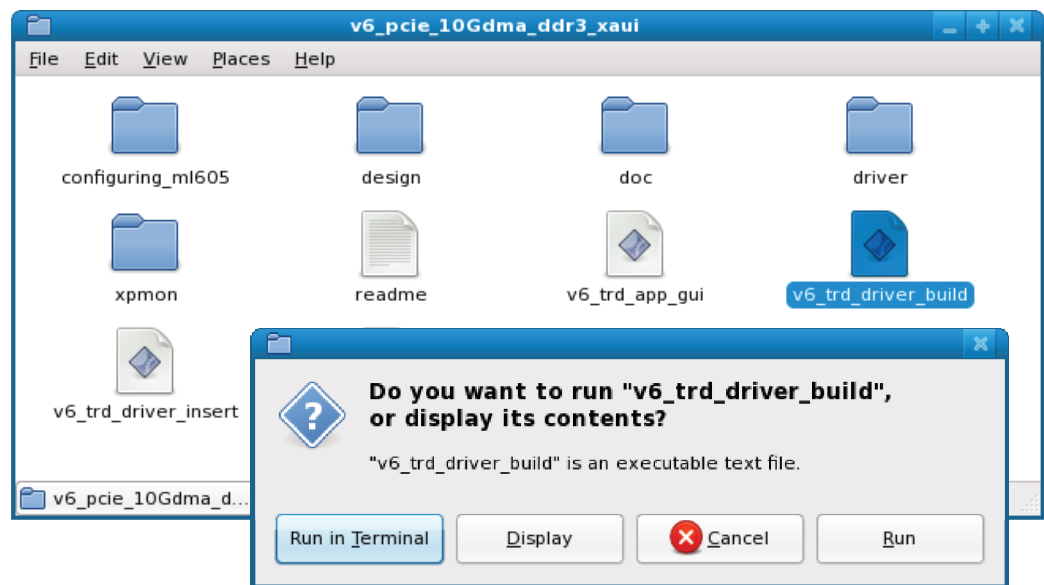 v6_pcie_10Gdma_ddr3_xaui
File Edit View Places Help
configuring_ml605 design doc driver
xpmon readme v6_trd_app_gui v6_trd_driver_build
v6_trd_driver_insert
Do you want to run "v6_trd_driver_build",
or display its contents?
"v6_trd_driver_build" is an executable text file.
v6_pcie_10Gdma_d...
Run in Terminal Display Cancel Run